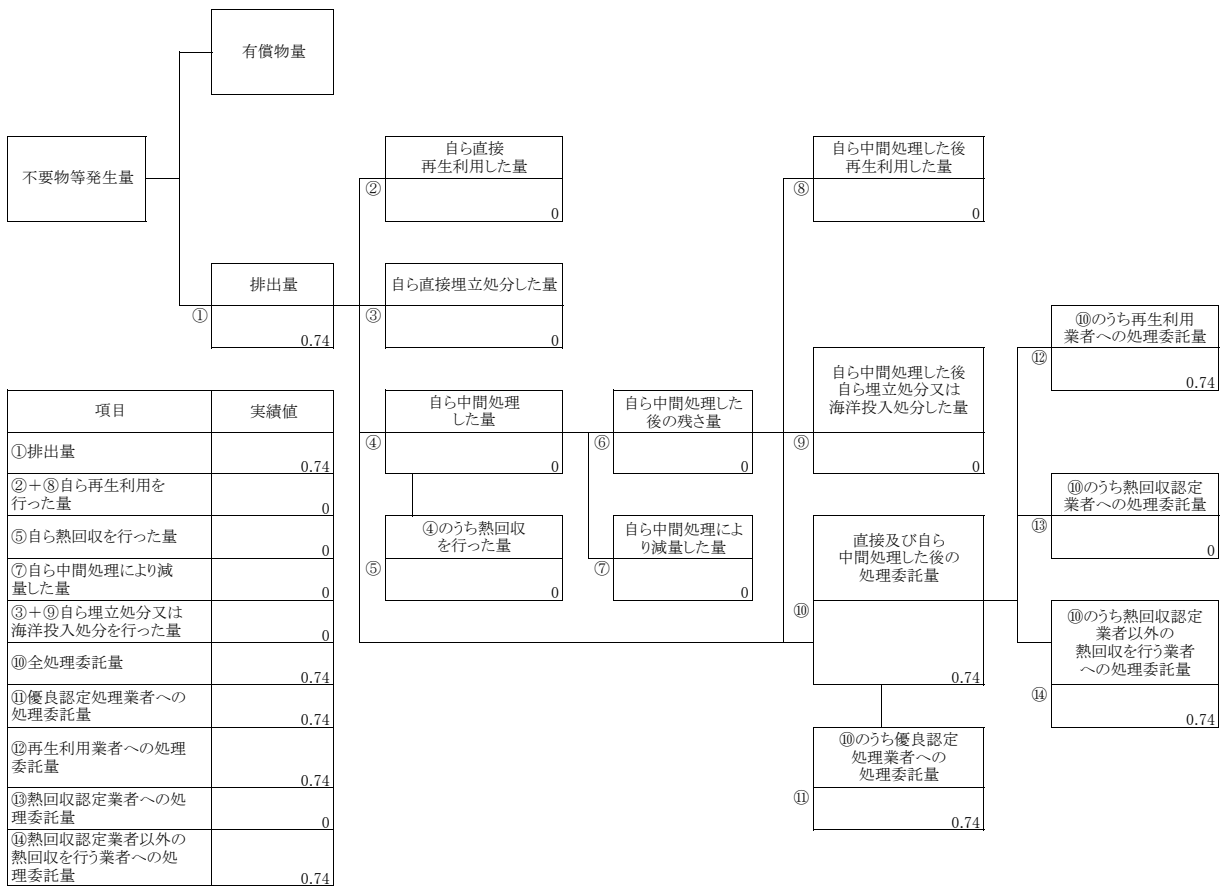 有償物量
不要物等発生量
排出量
①
0.74
自ら直接
再生利用した量
②
0
自ら直接埋立処分した量
③
0
自ら中間処理
した量
④
0
④のうち熱回収
を行った量
⑤
0
自ら中間処理した
後の残さ量
⑥
0
自ら中間処理によ
り減量した量
⑦
0
自ら中間処理した後
再生利用した量
⑧
0
自ら中間処理した後
自ら埋立処分又は
海洋投入処分した量
⑨
0
直接及び自ら
中間処理した後の
処理委託量
⑩
0.74
⑩のうち優良認定
処理業者への
処理委託量
⑪
0.74
⑩のうち再生利用
業者への処理委託量
⑫
0.74
⑩のうち熱回収認定
業者への処理委託量
⑬
0
⑩のうち熱回収認定
業者以外の
熱回収を行う業者
への処理委託量
⑭
0.74
項目 実績値
①排出量
0.74
②＋⑧自ら再生利用を
行った量
0
⑤自ら熱回収を行った量
0
⑦自ら中間処理により減
量した量
0
③＋⑨自ら埋立処分又は
海洋投入処分を行った量
0
⑩全処理委託量
0.74
⑪優良認定処理業者への
処理委託量
0.74
⑫再生利用業者への処理
委託量
0.74
⑬熱回収認定業者への処
理委託量
0
⑭熱回収認定業者以外の
熱回収を行う業者への処
理委託量
0.74